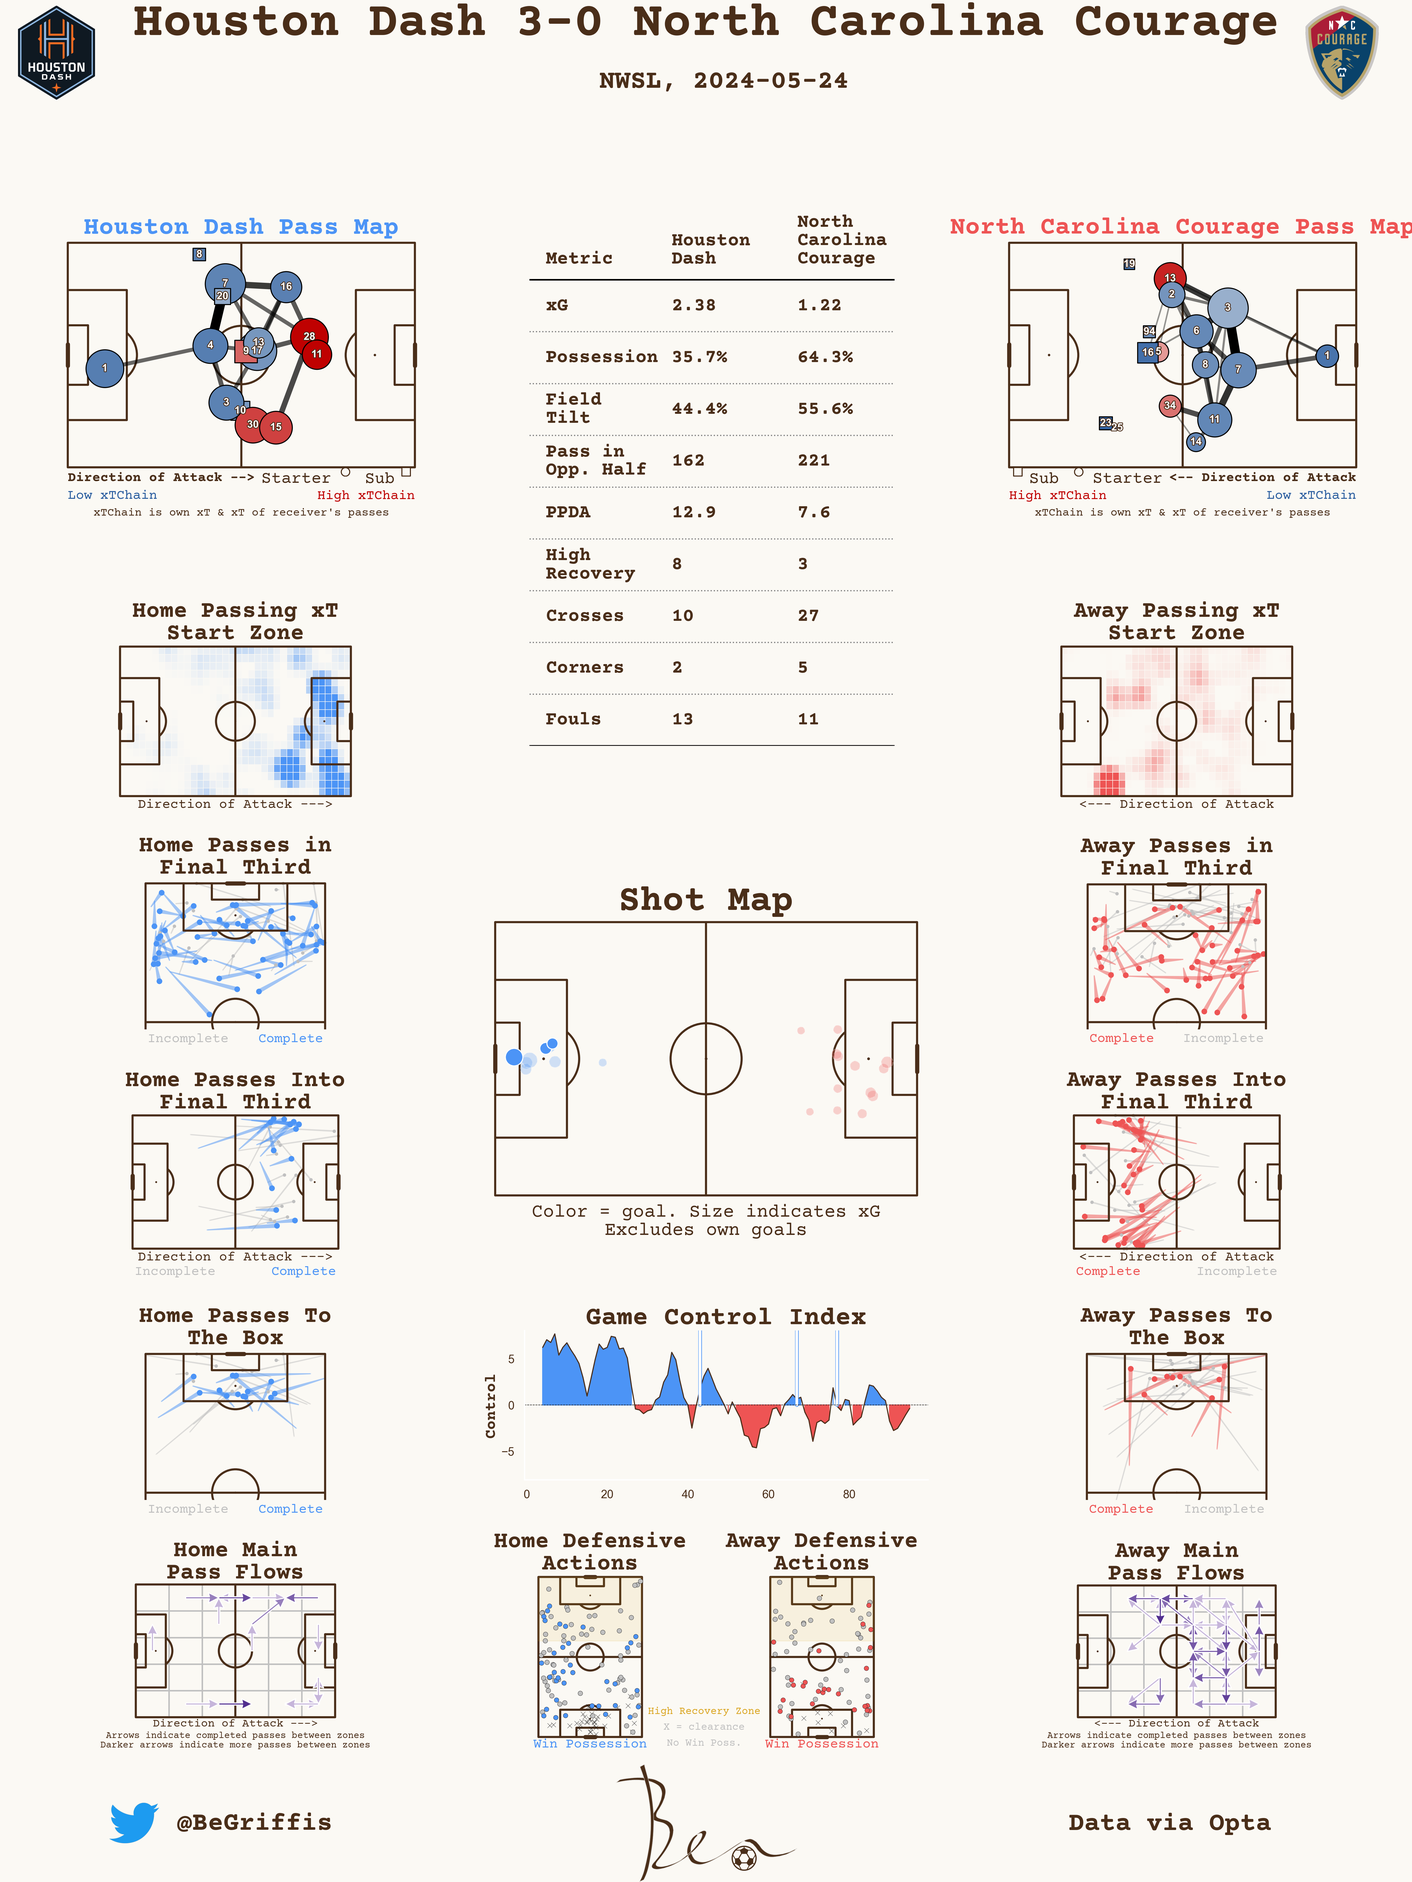 Houston Dash 3-0 North Carolina Courage
NWSL, 2024-05-24
HOUSTON
DASH
N C
COURAGE
Houston Dash Pass Map
8
7
20
16
4
13
9
17
28
11
1
3
10
30
15
Direction of Attack --> Starter Sub
Low xTChain High xTChain
xTChain is own xT & xT of receiver's passes
Metric Houston Dash North Carolina Courage
xG 2.38 1.22
Possession 35.7% 64.3%
Field Tilt 44.4% 55.6%
Pass in Opp. Half 162 221
PPDA 12.9 7.6
High Recovery 8 3
Crosses 10 27
Corners 2 5
Fouls 13 11
North Carolina Courage Pass Map
19
13
2
3
94
6
16
5
8
7
1
34
11
23
25
14
Sub Starter <-- Direction of Attack
High xTChain Low xTChain
xTChain is own xT & xT of receiver's passes
Home Passing xT
Start Zone
Direction of Attack --->
Away Passing xT
Start Zone
<--- Direction of Attack
Home Passes in
Final Third
Incomplete Complete
Away Passes in
Final Third
Complete Incomplete
Shot Map
Color = goal. Size indicates xG
Excludes own goals
Home Passes Into
Final Third
Direction of Attack --->
Incomplete Complete
Away Passes Into
Final Third
<--- Direction of Attack
Complete Incomplete
Game Control Index
Control
5
0
−5
0 20 40 60 80
Home Passes To
The Box
Incomplete Complete
Away Passes To
The Box
Complete Incomplete
Home Main
Pass Flows
Direction of Attack --->
Arrows indicate completed passes between zones
Darker arrows indicate more passes between zones
Home Defensive
Actions
Win Possession
Away Defensive
Actions
Win Possession
High Recovery Zone
X = clearance
No Win Poss.
Away Main
Pass Flows
<--- Direction of Attack
Arrows indicate completed passes between zones
Darker arrows indicate more passes between zones
@BeGriffis
Ben
Data via Opta